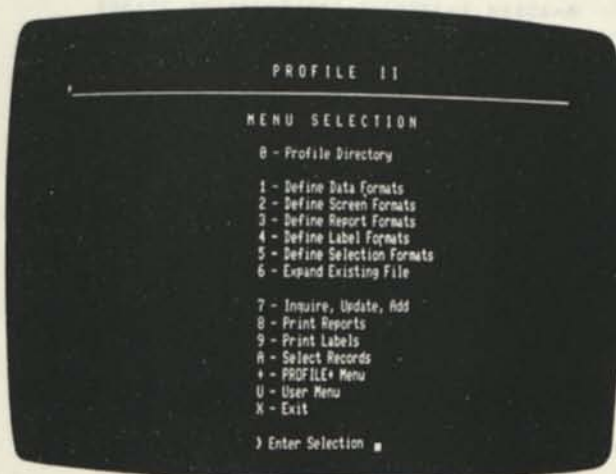 PROFILE II
MENU SELECTION
0 - Profile Directory
1 - Define Data Formats
2 - Define Screen Formats
3 - Define Report Formats
4 - Define Label Formats
5 - Define Selection Formats
6 - Expand Existing File
7 - Inquire, Update, Add
8 - Print Reports
9 - Print Labels
A - Select Records
+ - PROFILE+ Menu
U - User Menu
X - Exit
> Enter Selection